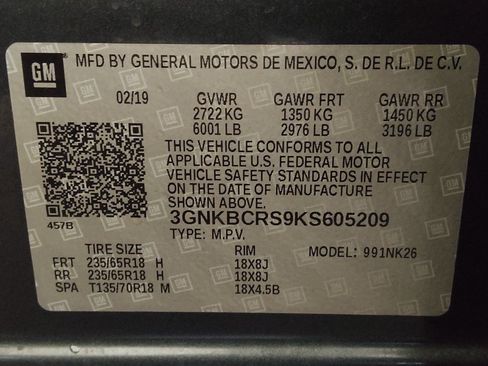 GM MFD BY GENERAL MOTORS DE MEXICO, S. DE R.L. DE C.V.
02/19 GVWR GAWR FRT GAWR RR
2722 KG 1350 KG 1450 KG
6001 LB 2976 LB 3196 LB
THIS VEHICLE CONFORMS TO ALL
APPLICABLE U.S. FEDERAL MOTOR
VEHICLE SAFETY STANDARDS IN EFFECT
ON THE DATE OF MANUFACTURE
SHOWN ABOVE.
457B 3GNKBCRS9KS605209
TYPE: M.P.V. MODEL: 991NK26
TIRE SIZE RIM
FRT 235/65R18 H 18X8J
RR 235/65R18 H 18X8J
SPA T135/70R18 M 18X4.5B